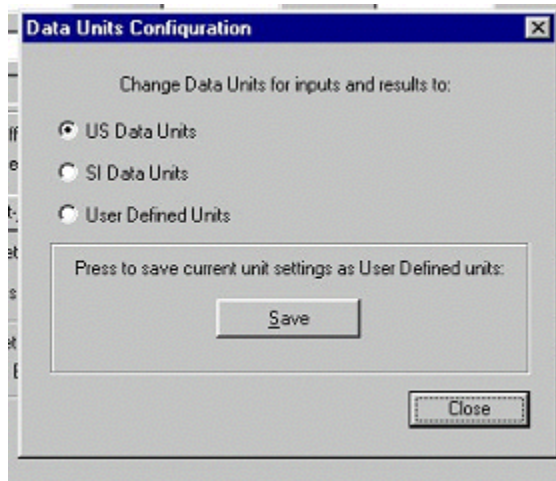 Data Units Configuration
Change Data Units for inputs and results to:
US Data Units
SI Data Units
User Defined Units
Press to save current unit settings as User Defined units:
Save
Close